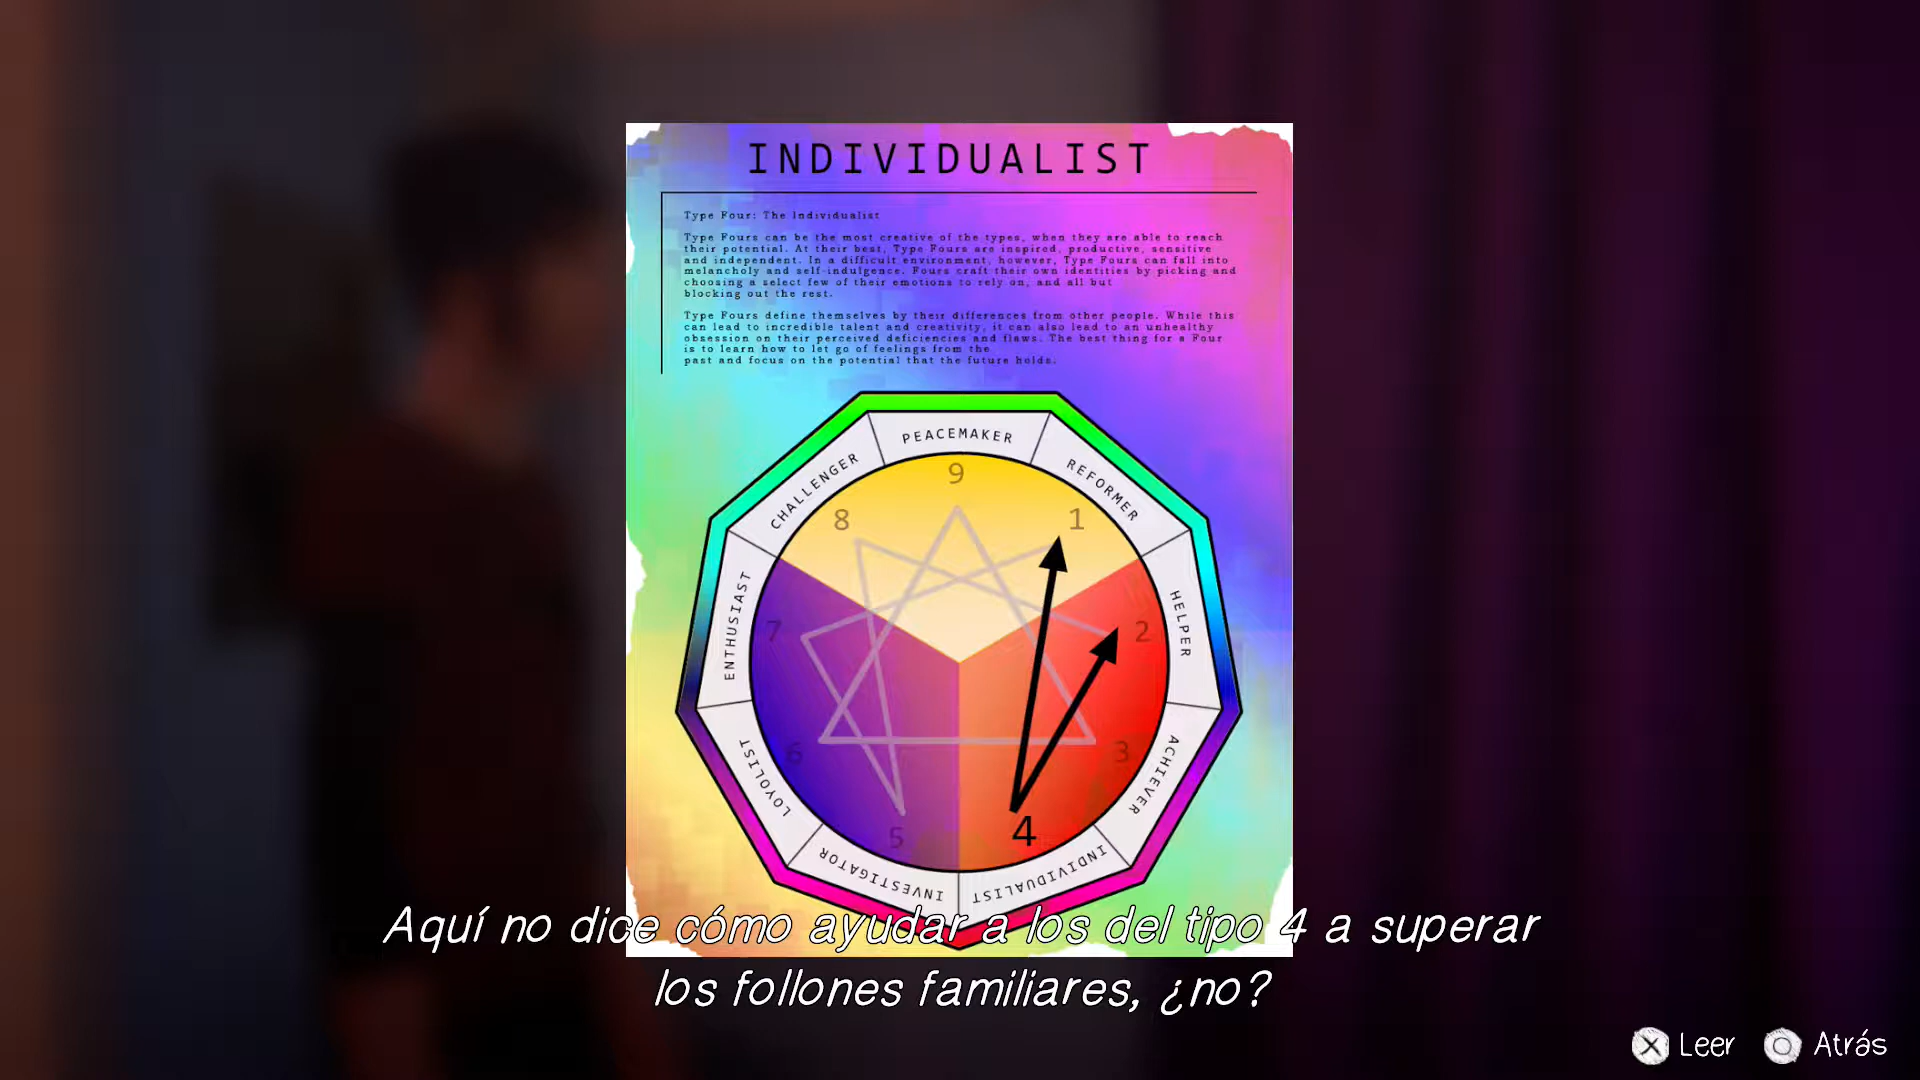 INDIVIDUALIST
Type Four: The Individualist
Type Fours can be the most creative of the types, when they are able to reach
their potential. At their best, Type Fours are inspired, productive, sensitive
and independent. In a difficult environment, however, Type Fours can fall into
melancholy and self-indulgence. Fours craft their own identities by picking and
choosing a select few of their emotions to rely on, and all but
blocking out the rest.
Type Fours define themselves by their differences from other people. While this
can lead to incredible talent and creativity, it can also lead to an unhealthy
obsession on their perceived deficiencies and flaws. The best thing for a Four
is to learn how to let go of feelings from the
past and focus on the potential that the future holds.
PEACEMAKER
9
CHALLENGER
8
REFORMER
1
ENTHUSIAST
7
HELPER
2
LOYOLIST
6
ACHIEVER
3
INVESTIGATOR
5
INDIVIDUALIST
4
Aquí no dice cómo ayudar a los del tipo 4 a superar
los follones familiares, ¿no?
X Leer O Atrás